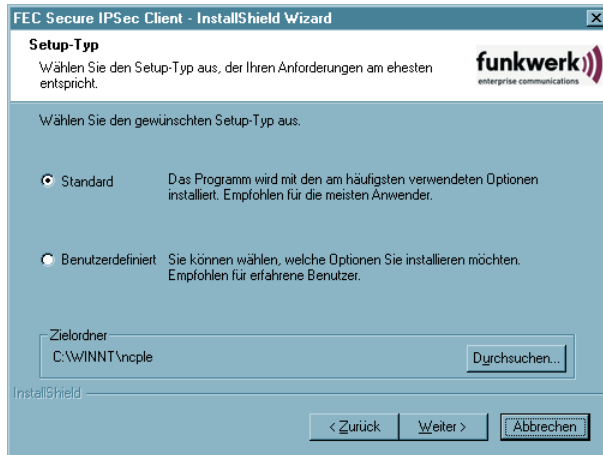 FEC Secure IPSec Client - InstallShield Wizard
Setup-Typ
Wählen Sie den Setup-Typ aus, der Ihren Anforderungen am ehesten
entspricht.
funkwerk
enterprise communications
Wählen Sie den gewünschten Setup-Typ aus.
Standard
Das Programm wird mit den am häufigsten verwendeten Optionen
installiert. Empfohlen für die meisten Anwender.
Benutzerdefiniert
Sie können wählen, welche Optionen Sie installieren möchten.
Empfohlen für erfahrene Benutzer.
Zielordner
C:\WINNT\ncple
Durchsuchen...
InstallShield
< Zurück
Weiter >
Abbrechen